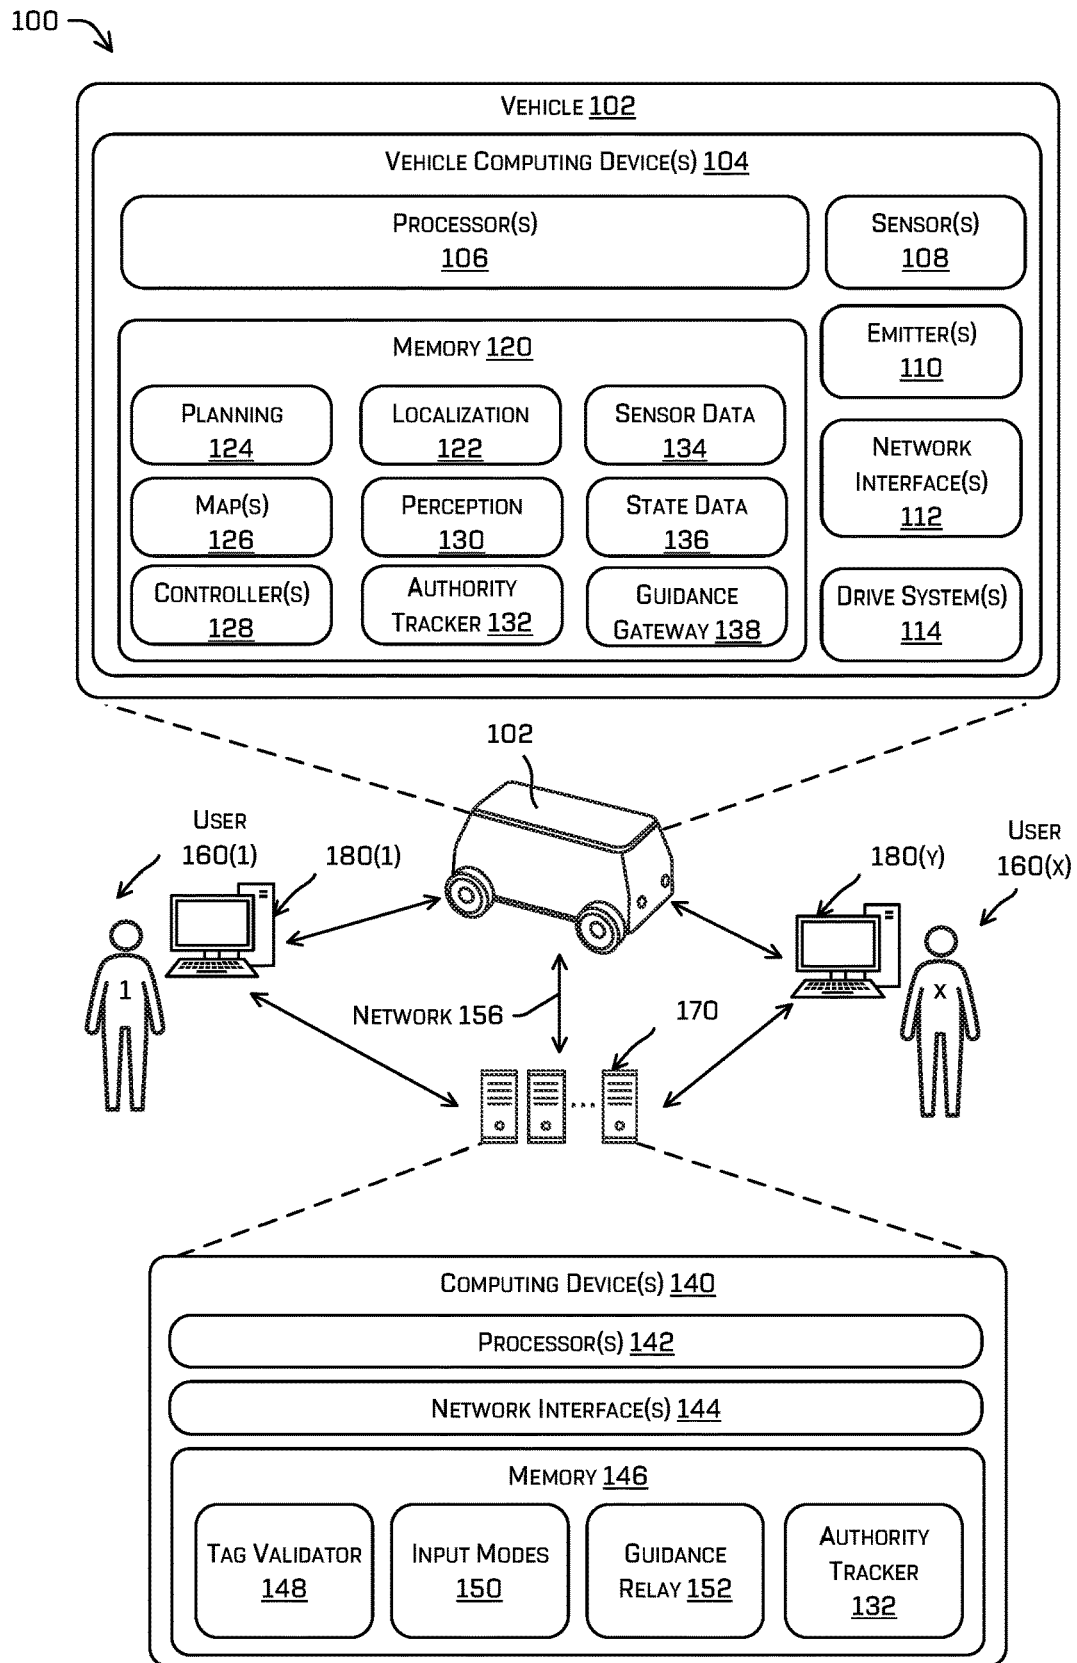 100
VEHICLE 102
VEHICLE COMPUTING DEVICE(S) 104
PROCESSOR(S)
106
SENSOR(S)
108
EMITTER(S)
110
MEMORY 120
PLANNING
124
LOCALIZATION
122
SENSOR DATA
134
NETWORK
INTERFACE(S)
112
MAP(S)
126
PERCEPTION
130
STATE DATA
136
CONTROLLER(S)
128
AUTHORITY
TRACKER 132
GUIDANCE
GATEWAY 138
DRIVE SYSTEM(S)
114
102
USER
160(1)
180(1)
180(Y)
USER
160(X)
1
X
NETWORK 156
170
...
COMPUTING DEVICE(S) 140
PROCESSOR(S) 142
NETWORK INTERFACE(S) 144
MEMORY 146
TAG VALIDATOR
148
INPUT MODES
150
GUIDANCE
RELAY 152
AUTHORITY
TRACKER
132